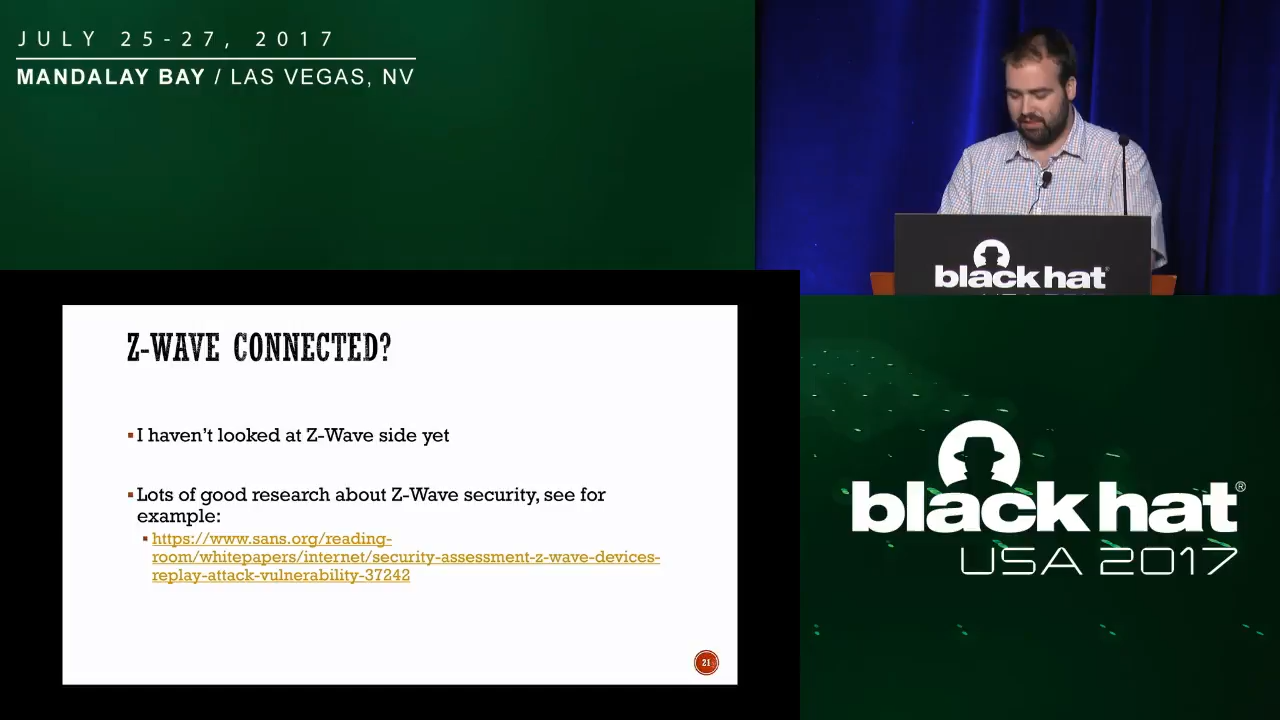 JULY 25-27, 2017
MANDALAY BAY / LAS VEGAS, NV
black hat
Z-WAVE CONNECTED?
▪ I haven't looked at Z-Wave side yet
▪ Lots of good research about Z-Wave security, see for
example:
▪ https://www.sans.org/reading-
room/whitepapers/internet/security-assessment-z-wave-devices-
replay-attack-vulnerability-37242
21
black hat®
USA 2017